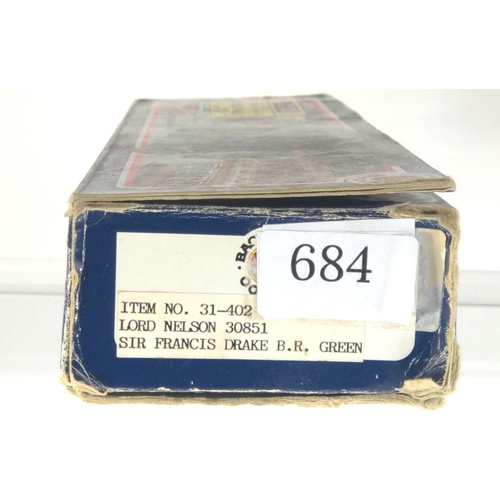 684
ITEM NO. 31-402
LORD NELSON 30851
SIR FRANCIS DRAKE B.R. GREEN